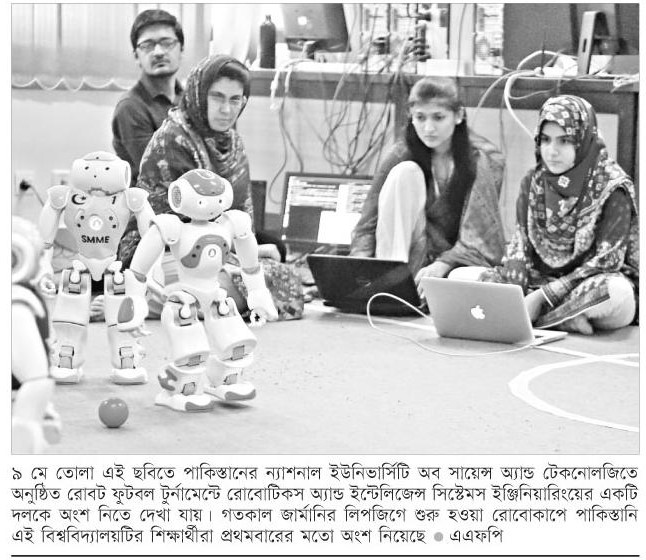 SMME
1
৯ মে তোলা এই ছবিতে পাকিস্তানের ন্যাশনাল ইউনিভার্সিটি অব সায়েন্স অ্যান্ড টেকনোলজিতে
অনুষ্ঠিত রোবট ফুটবল টুর্নামেন্টে রোবোটিকস অ্যান্ড ইন্টেলিজেন্স সিস্টেমস ইঞ্জিনিয়ারিংয়ের একটি
দলকে অংশ নিতে দেখা যায়। গতকাল জার্মানির লিপজিগে শুরু হওয়া রোবোকাপে পাকিস্তানি
এই বিশ্ববিদ্যালয়টির শিক্ষার্থীরা প্রথমবারের মতো অংশ নিয়েছে ● এএফপি